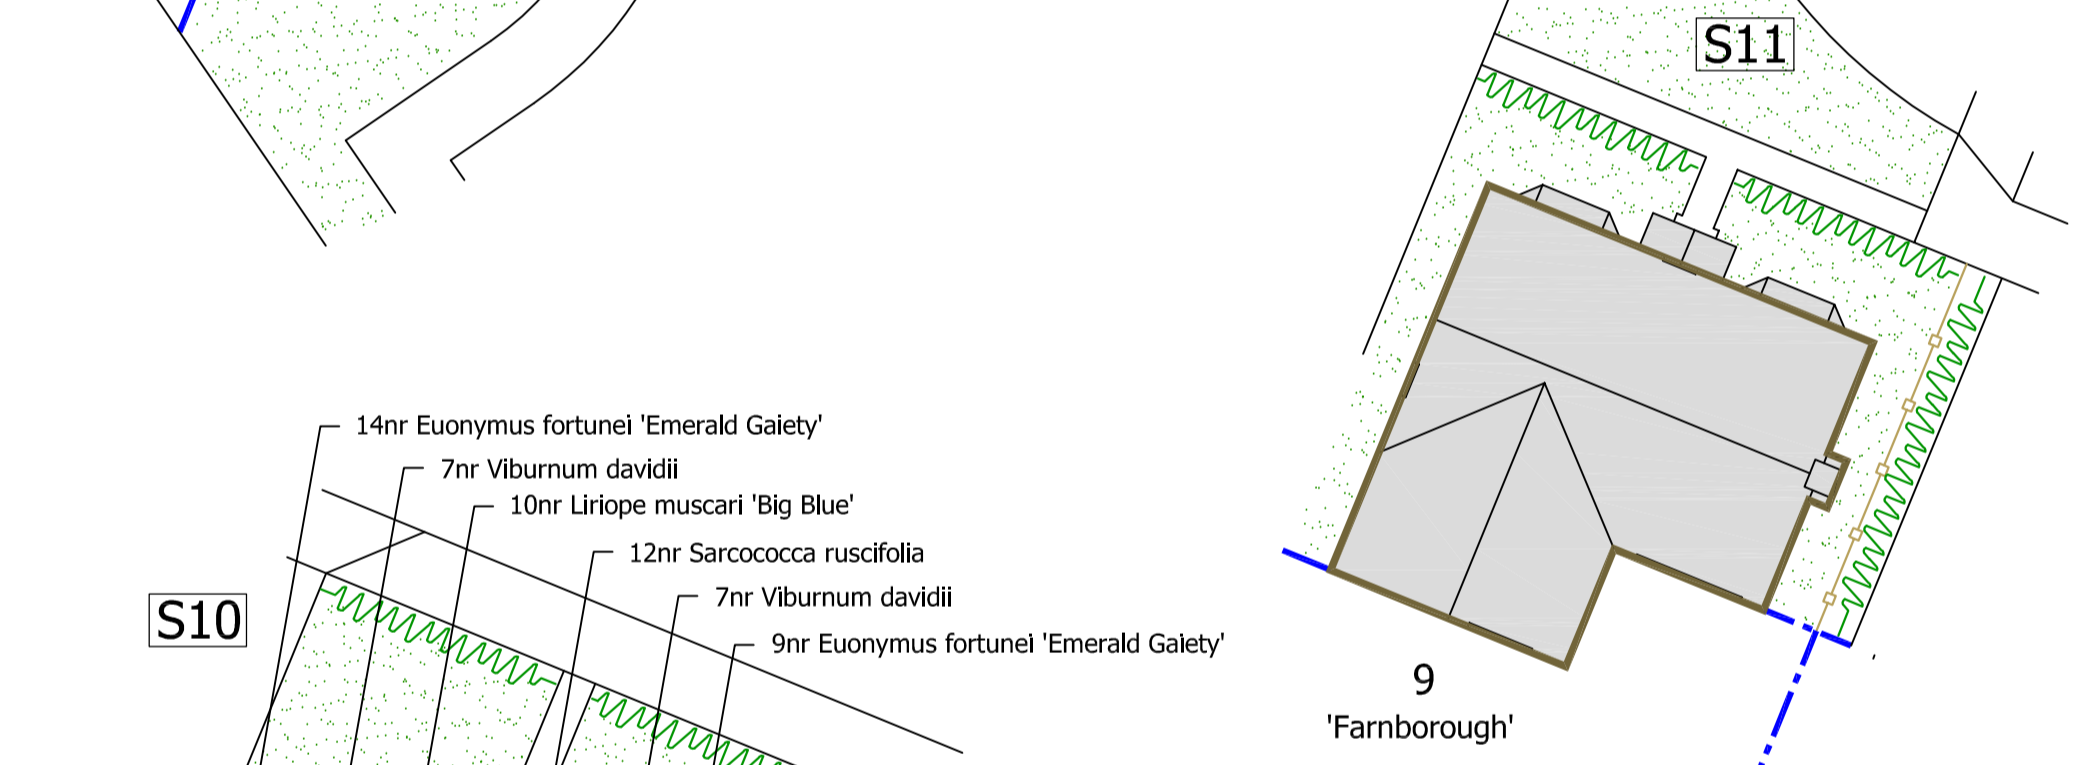 S11
14nr Euonymus fortunei 'Emerald Gaiety'
7nr Viburnum davidii
10nr Liriope muscari 'Big Blue'
12nr Sarcococca ruscifolia
7nr Viburnum davidii
9nr Euonymus fortunei 'Emerald Gaiety'
S10
9
'Farnborough'